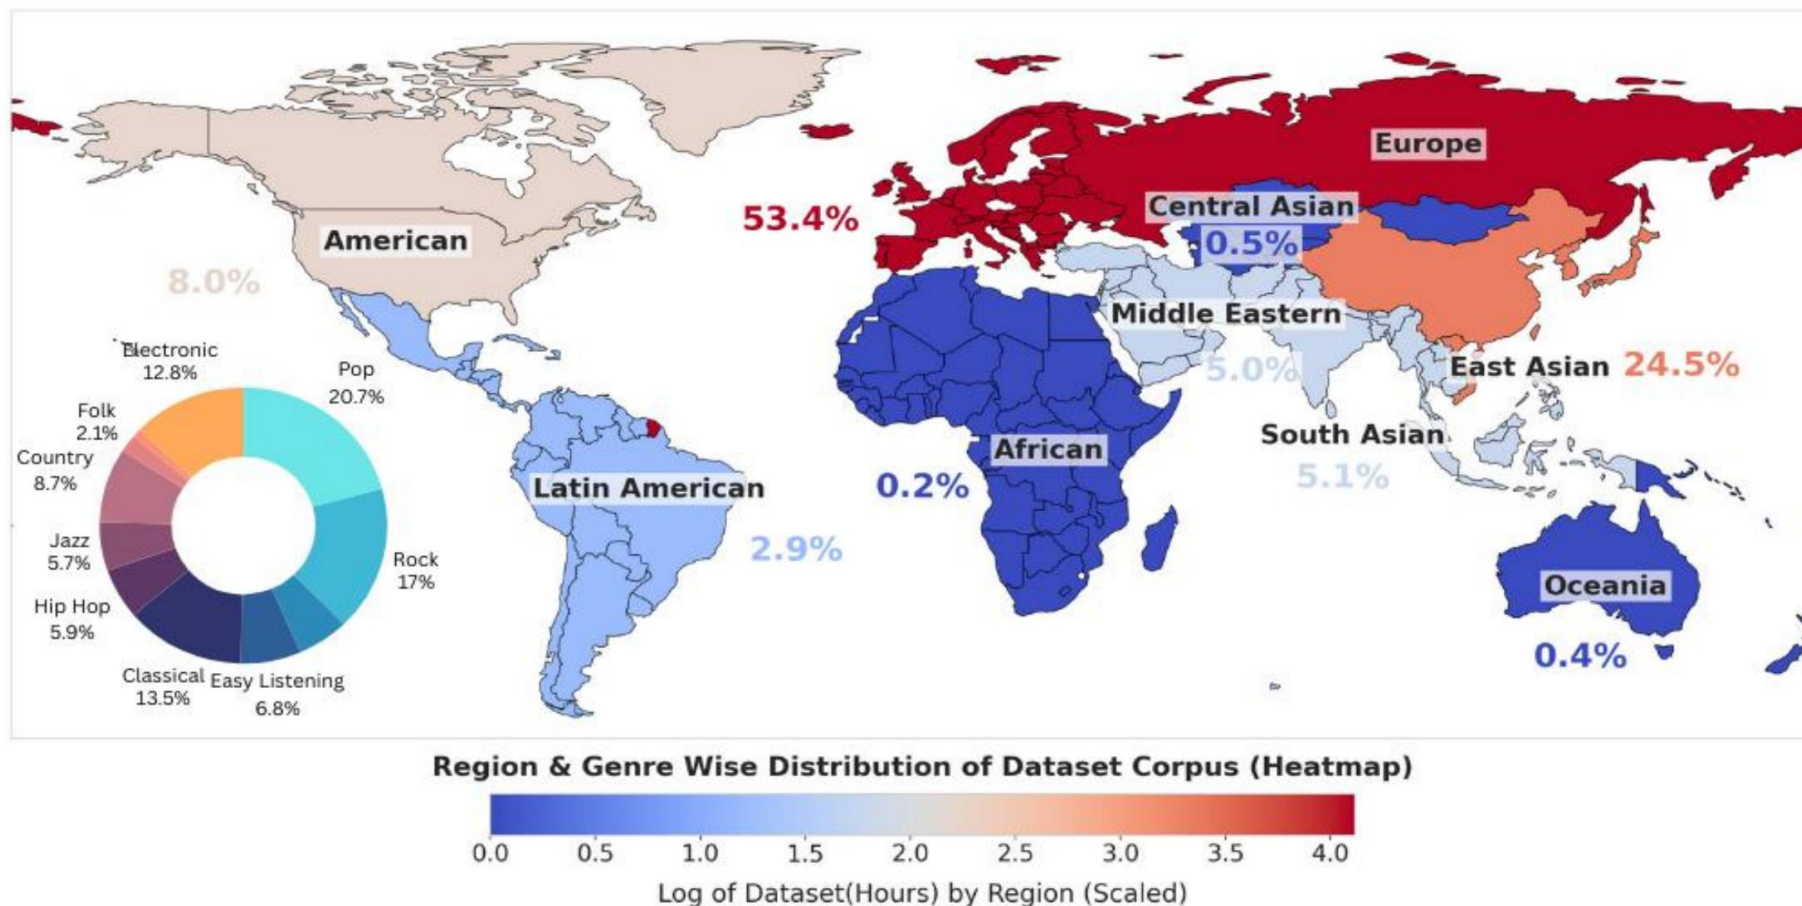 Europe
53.4%
Central Asian
0.5%
American
8.0%
Middle Eastern
5.0%
East Asian 24.5%
South Asian
5.1%
African
0.2%
Latin American
2.9%
Oceania
0.4%
Electronic
12.8%
Pop
20.7%
Folk
2.1%
Country
8.7%
Jazz
5.7%
Rock
17%
Hip Hop
5.9%
Classical
13.5%
Easy Listening
6.8%
Region & Genre Wise Distribution of Dataset Corpus (Heatmap)
0.0 0.5 1.0 1.5 2.0 2.5 3.0 3.5 4.0
Log of Dataset(Hours) by Region (Scaled)